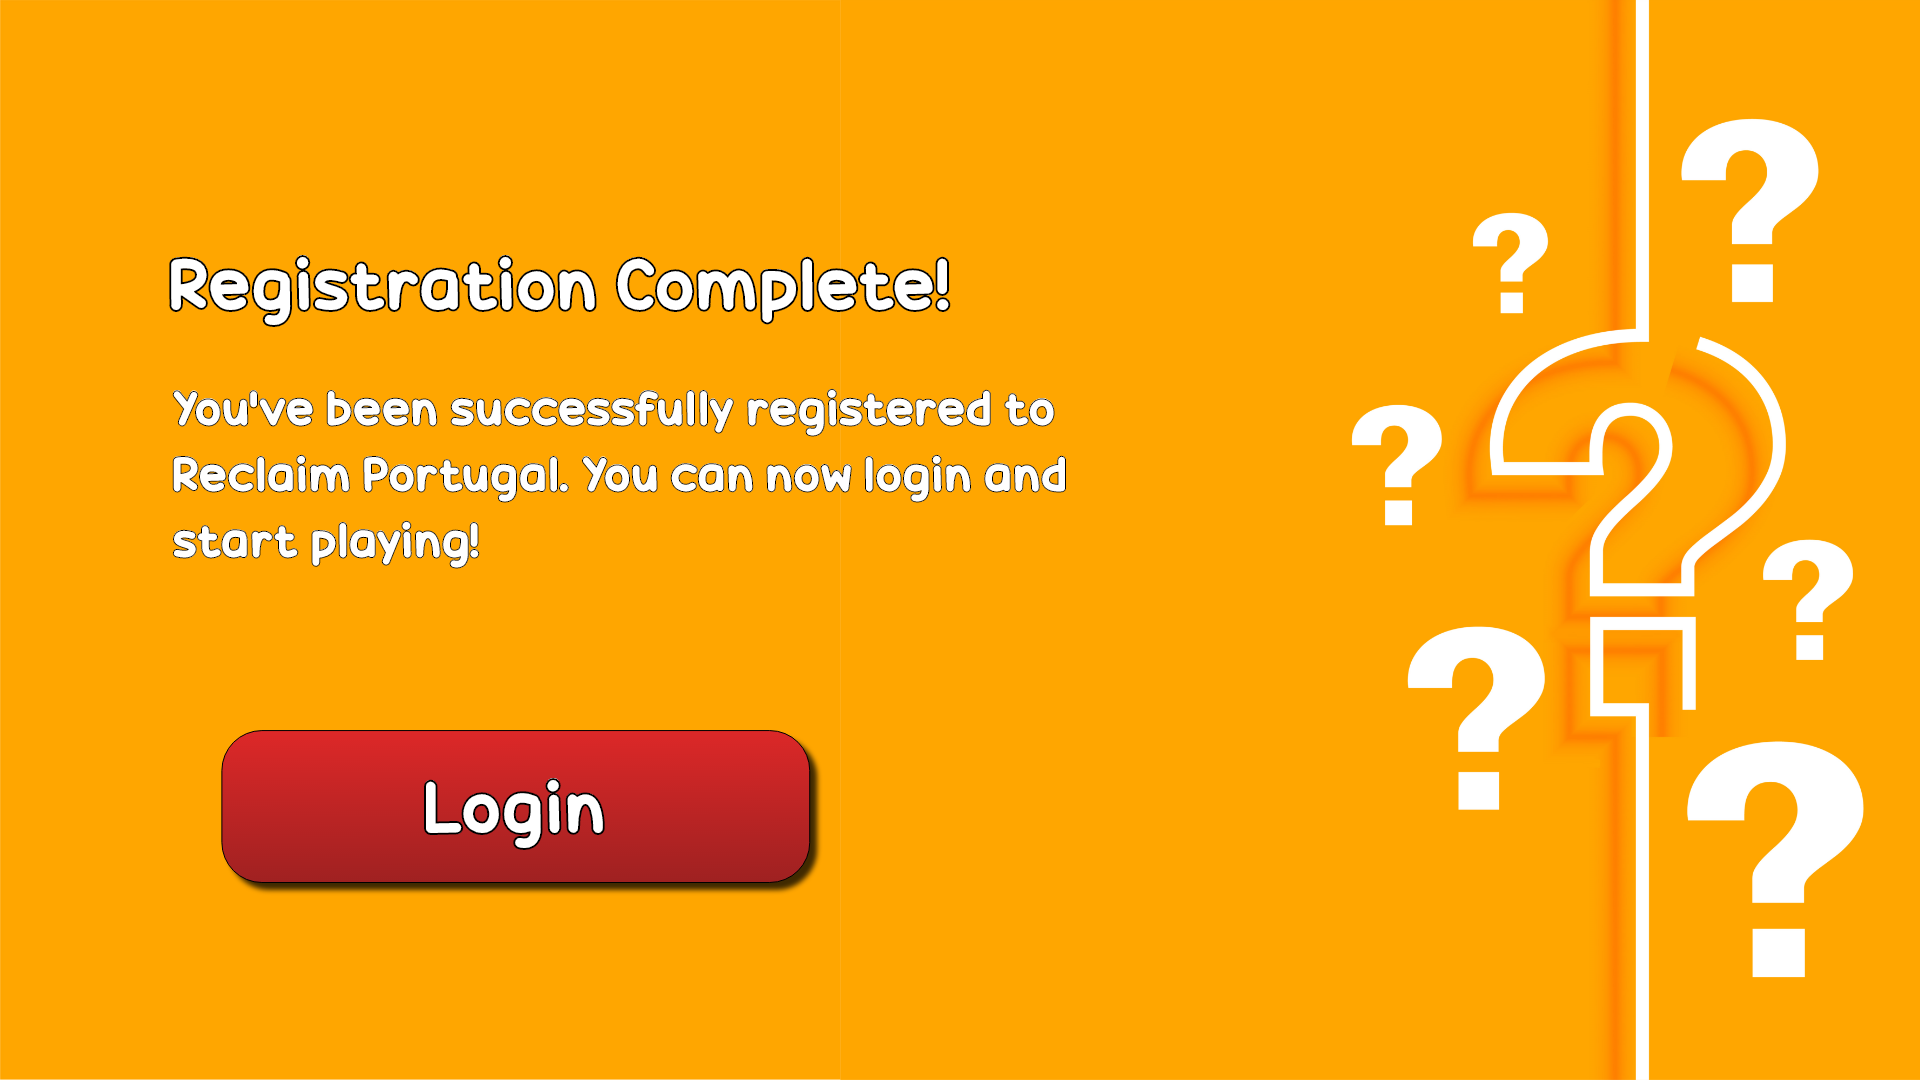 Registration Complete!
You've been successfully registered to
Reclaim Portugal. You can now login and
start playing!
Login
?
?
?
?
?
?
?